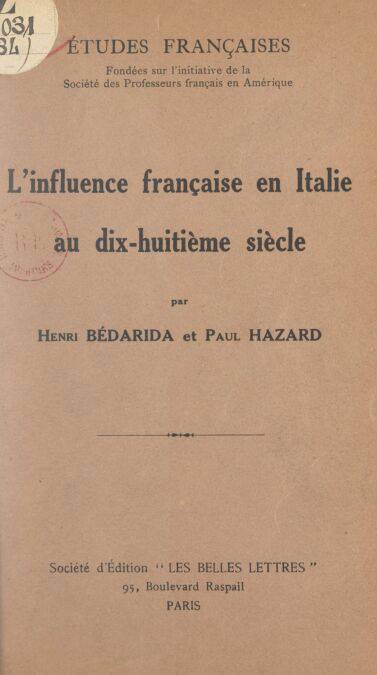 Z
ÉTUDES FRANÇAISES
Fondées sur l'initiative de la
Société des Professeurs français en Amérique
L'influence française en Italie
au dix-huitième siècle
par
HENRI BÉDARIDA et PAUL HAZARD
Société d'Édition " LES BELLES LETTRES "
95, Boulevard Raspail
PARIS